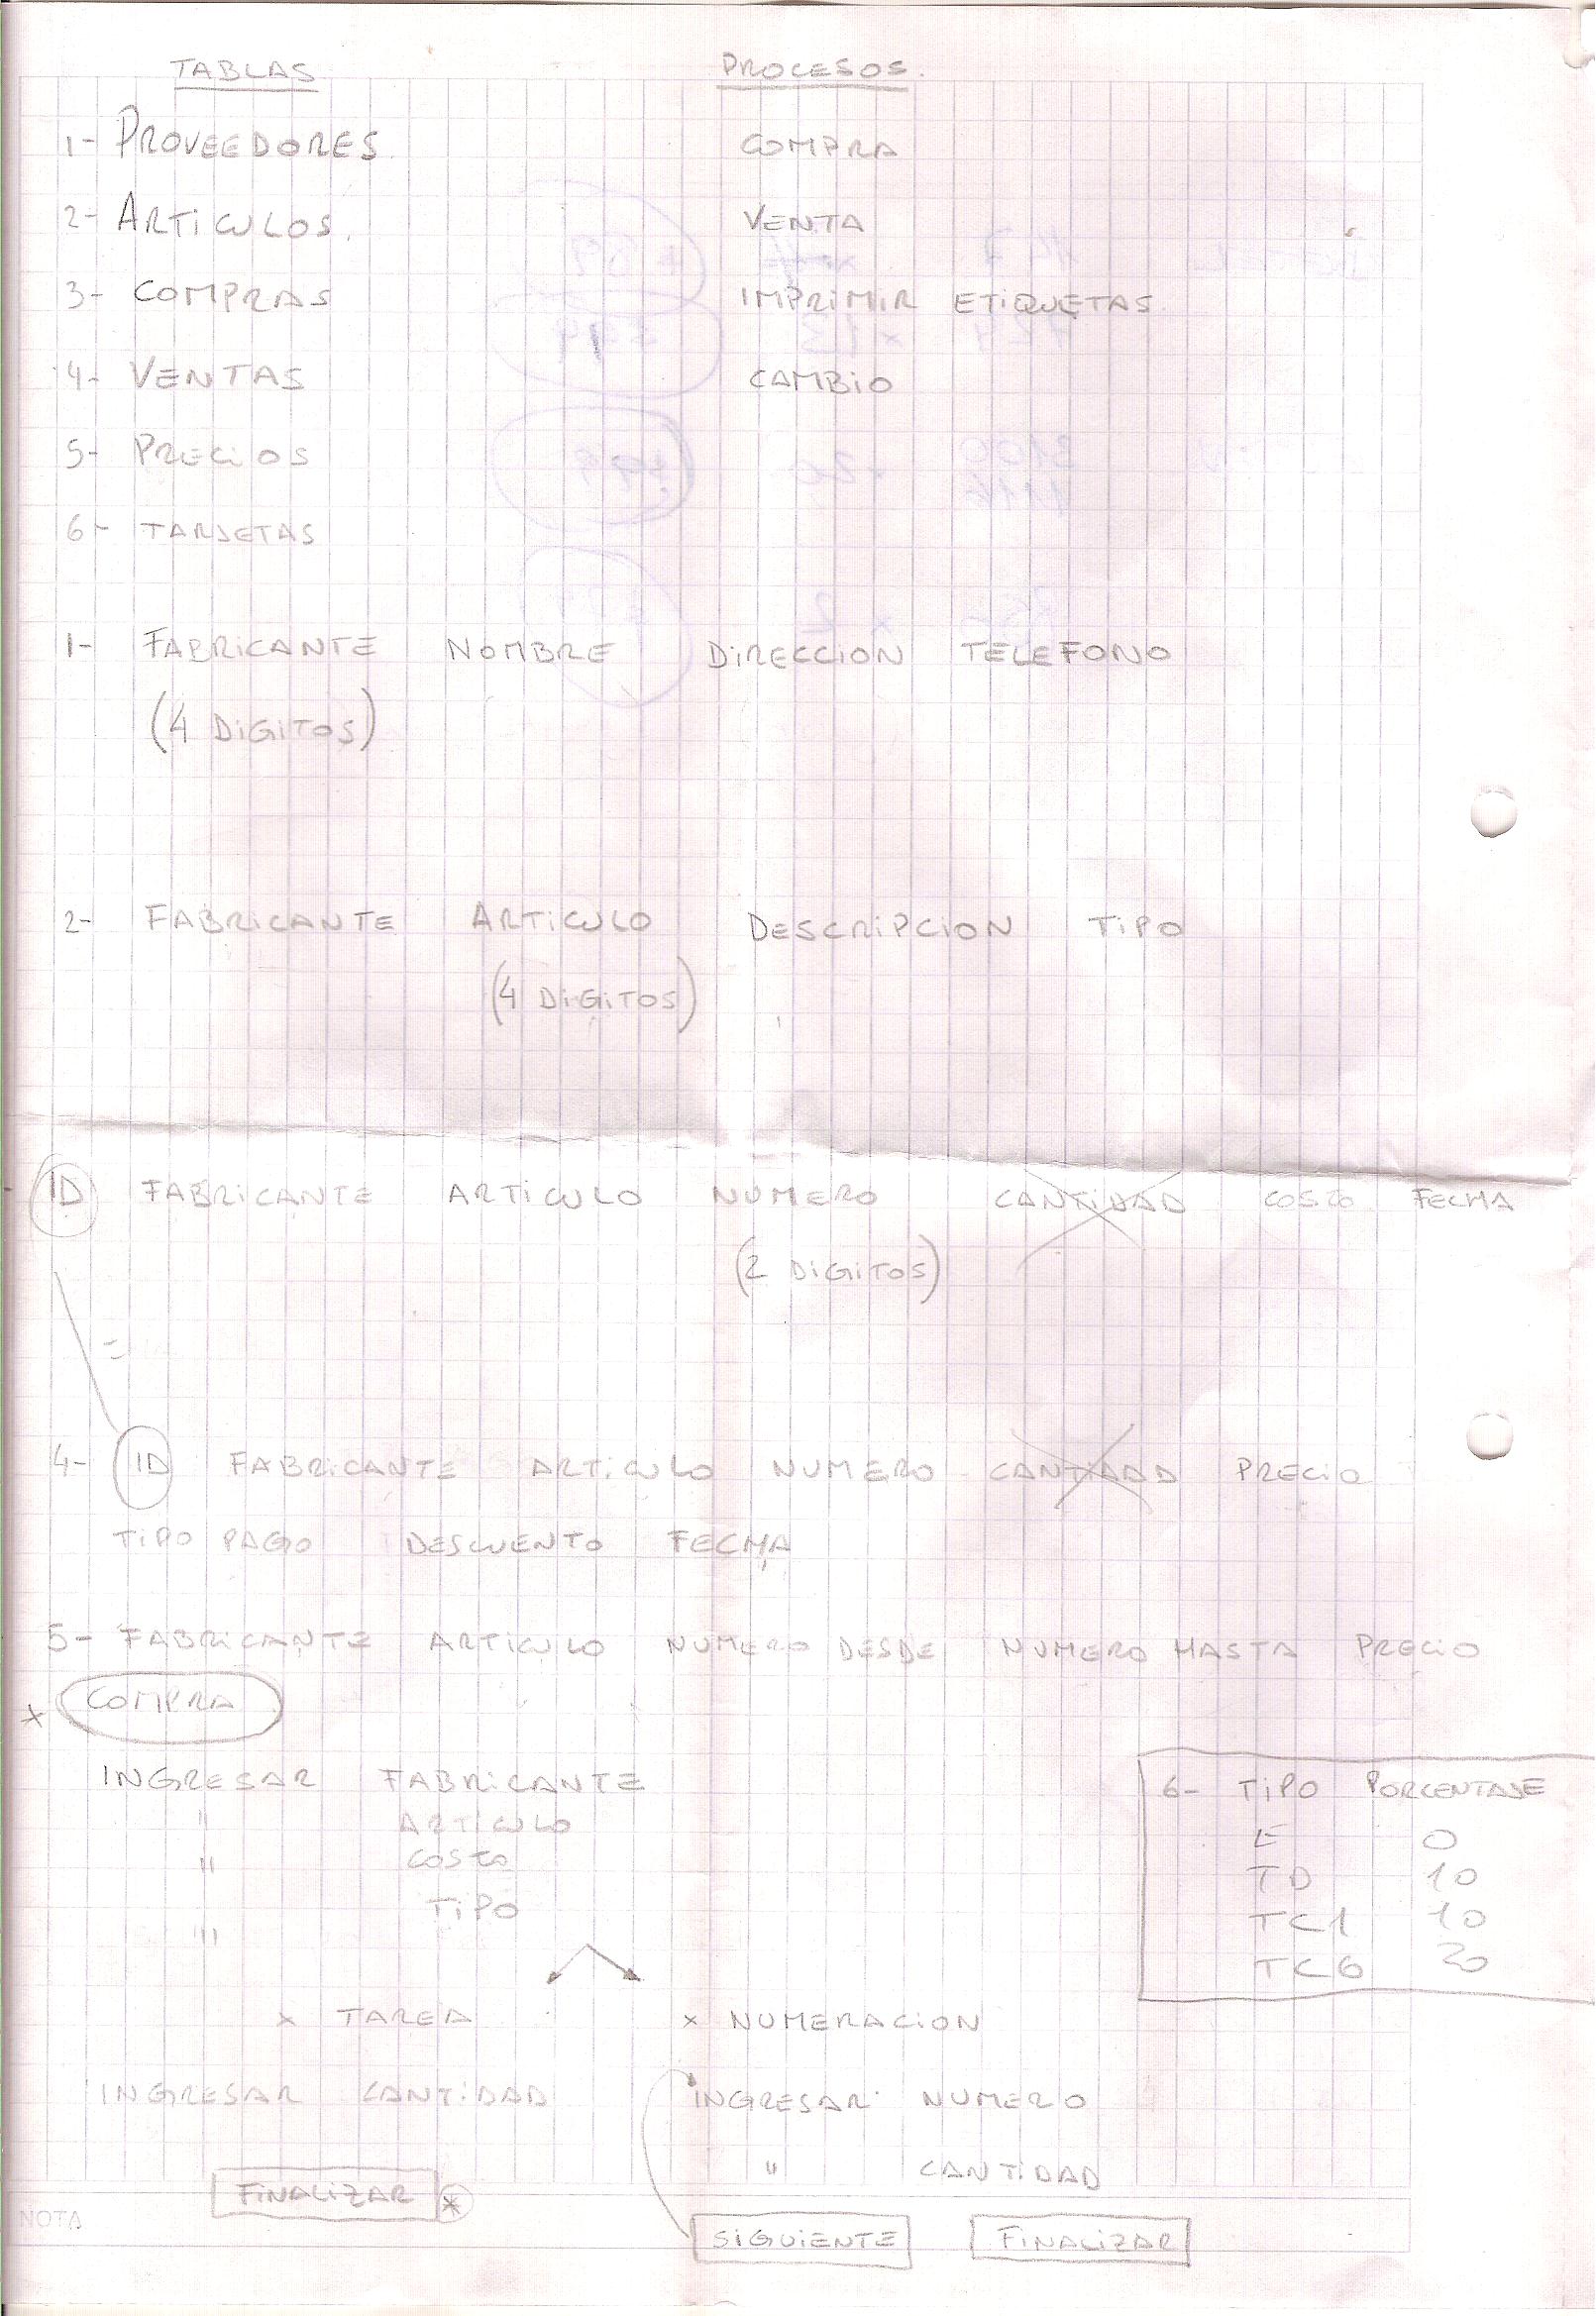 TABLAS PROCESOS.
1- PROVEEDORES. COMPRA
2- ARTICULOS. VENTA
3- COMPRAS IMPRIMIR ETIQUETAS.
4- VENTAS CAMBIO
5- PRECIOS
6- TARJETAS
1- FABRICANTE NOMBRE DIRECCION TELEFONO
(4 DIGITOS)
2- FABRICANTE ARTICULO DESCRIPCION TIPO
(4 DIGITOS)
ID FABRICANTE ARTICULO NUMERO CANTIDAD COSTO FECHA
(2 DIGITOS)
=
4- ID FABRICANTE ARTICULO NUMERO CANTIDAD PRECIO
TIPO PAGO DESCUENTO FECHA
5- FABRICANTE ARTICULO NUMERO DESDE NUMERO HASTA PRECIO
x COMPRA
INGRESAR FABRICANTE
" ARTICULO
" COSTO
" TIPO
6- TIPO PORCENTAJE
E 0
TD 10
TC1 10
TC6 20
x TAREA x NUMERACION
INGRESAR CANTIDAD INGRESAR NUMERO
" CANTIDAD
FINALIZAR *
NOTA
SIGUIENTE FINALIZAR